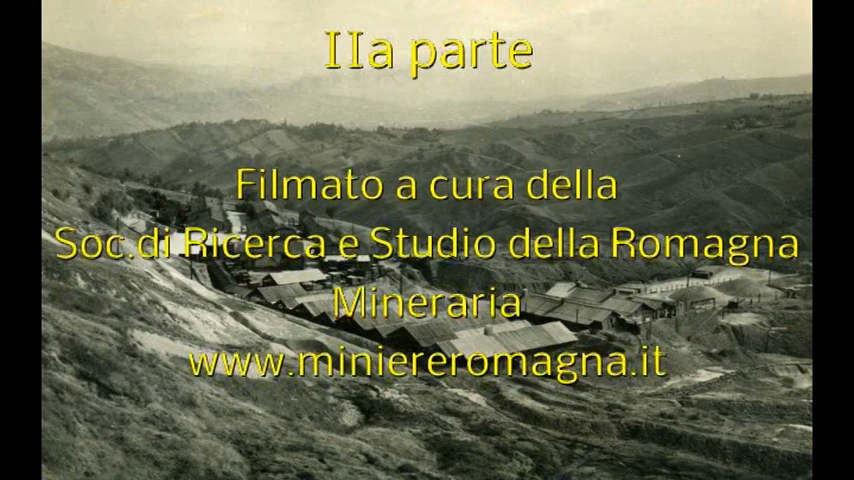 IIa parte
Filmato a cura della
Soc.di Ricerca e Studio della Romagna
Mineraria
www.miniereromagna.it